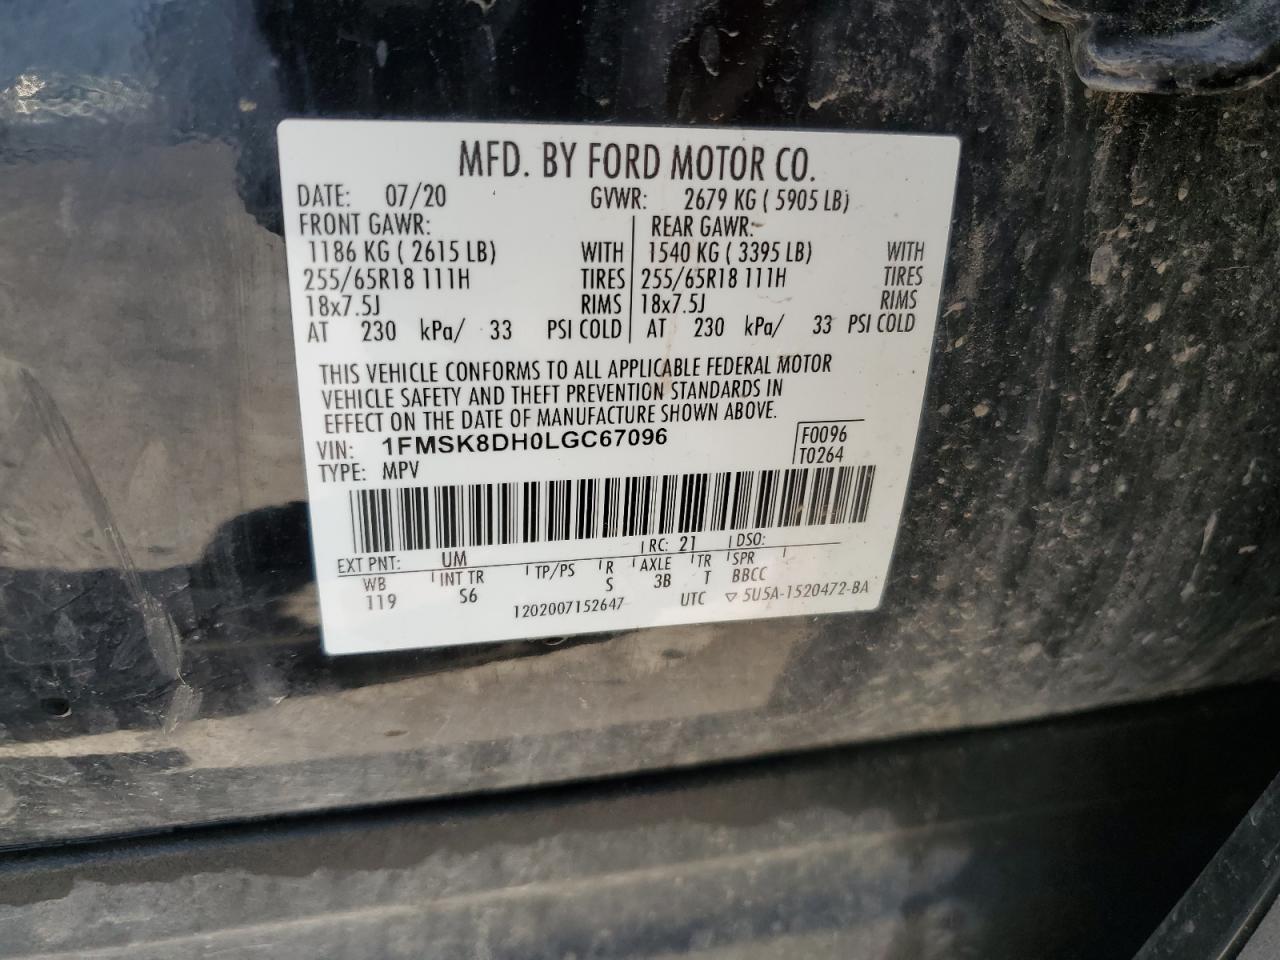 MFD. BY FORD MOTOR CO.
DATE: 07/20 GVWR: 2679 KG ( 5905 LB)
FRONT GAWR: REAR GAWR:
1186 KG ( 2615 LB) WITH 1540 KG ( 3395 LB) WITH
255/65R18 111H TIRES 255/65R18 111H TIRES
18x7.5J RIMS 18x7.5J RIMS
AT 230 kPa/ 33 PSI COLD AT 230 kPa/ 33 PSI COLD
THIS VEHICLE CONFORMS TO ALL APPLICABLE FEDERAL MOTOR
VEHICLE SAFETY AND THEFT PREVENTION STANDARDS IN
EFFECT ON THE DATE OF MANUFACTURE SHOWN ABOVE.
VIN: 1FMSK8DH0LGC67096 F0096
TYPE: MPV T0264
EXT PNT: UM RC: 21 DSO:
WB INT TR TP/PS R AXLE TR SPR
119 S6 S 3B T BBCC
1202007152647 UTC ▽ 5U5A-1520472-BA